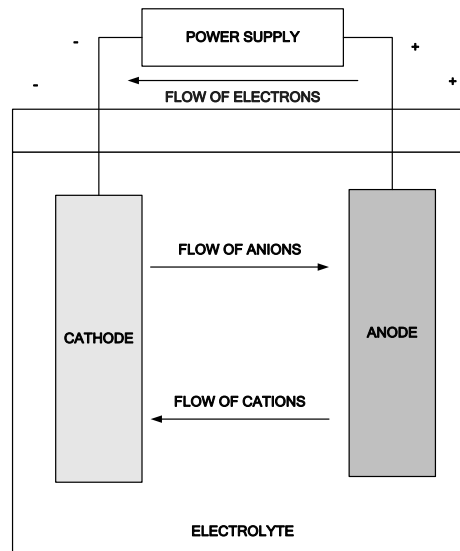 POWER SUPPLY
- +
- +
FLOW OF ELECTRONS
FLOW OF ANIONS
CATHODE
ANODE
FLOW OF CATIONS
ELECTROLYTE